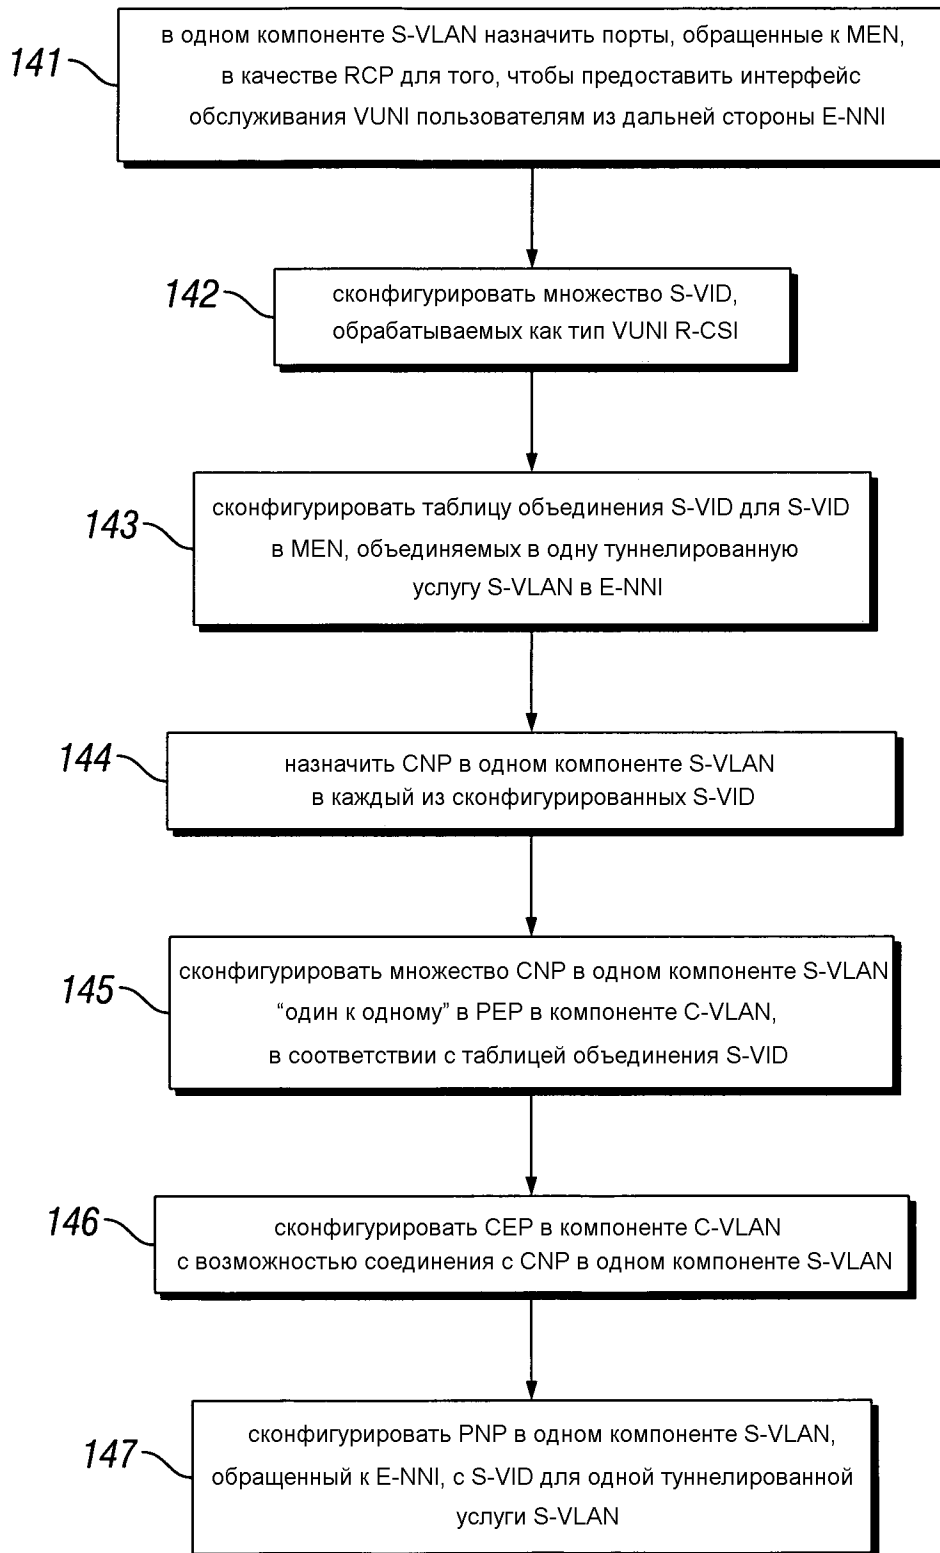 141
в одном компоненте S-VLAN назначить порты, обращенные к MEN,
в качестве RCP для того, чтобы предоставить интерфейс
обслуживания VUNI пользователям из дальней стороны E-NNI
142
сконфигурировать множество S-VID,
обрабатываемых как тип VUNI R-CSI
143
сконфигурировать таблицу объединения S-VID для S-VID
в MEN, объединяемых в одну туннелированную
услугу S-VLAN в E-NNI
144
назначить CNP в одном компоненте S-VLAN
в каждый из сконфигурированных S-VID
145
сконфигурировать множество CNP в одном компоненте S-VLAN
“один к одному” в PEP в компоненте C-VLAN,
в соответствии с таблицей объединения S-VID
146
сконфигурировать CEP в компоненте C-VLAN
с возможностью соединения с CNP в одном компоненте S-VLAN
147
сконфигурировать PNP в одном компоненте S-VLAN,
обращенный к E-NNI, с S-VID для одной туннелированной
услуги S-VLAN